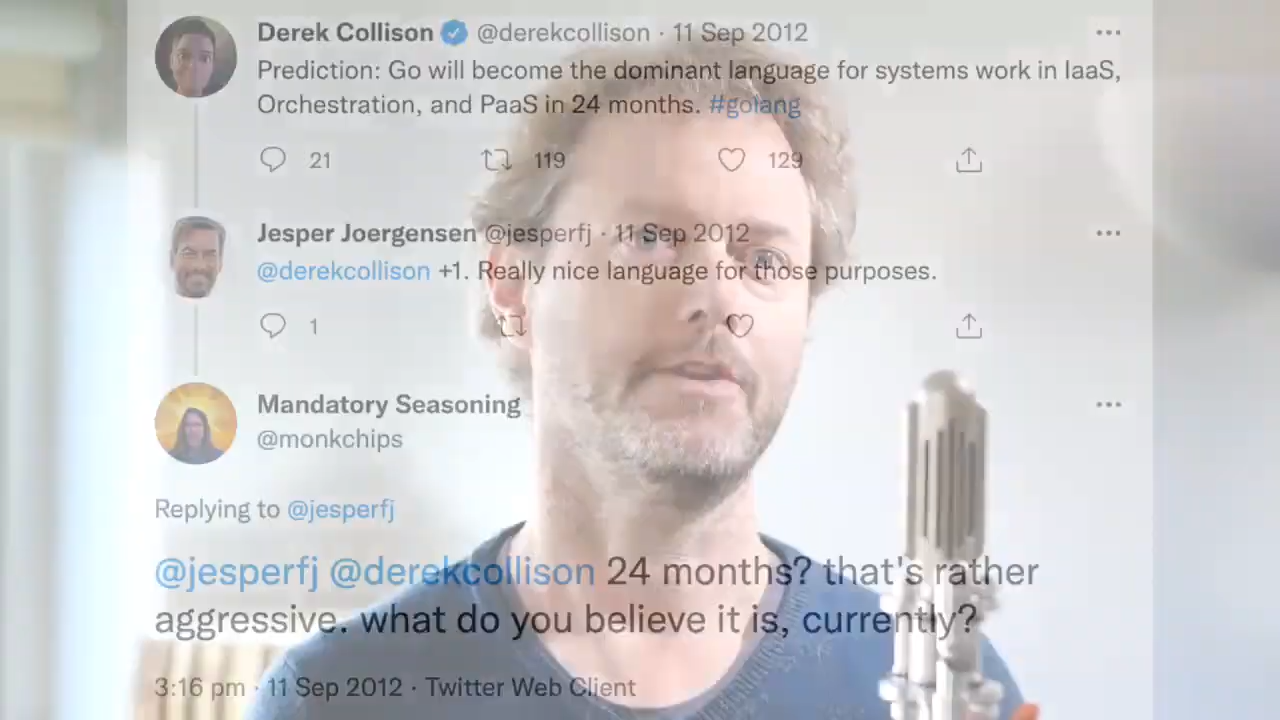 Derek Collison @derekcollison · 11 Sep 2012
Prediction: Go will become the dominant language for systems work in IaaS,
Orchestration, and PaaS in 24 months. #golang
21 119 129
Jesper Joergensen @jesperfj · 11 Sep 2012
@derekcollison +1. Really nice language for those purposes.
1
Mandatory Seasoning
@monkchips
Replying to @jesperfj
@jesperfj @derekcollison 24 months? that's rather
aggressive. what do you believe it is, currently?
3:16 pm · 11 Sep 2012 · Twitter Web Client